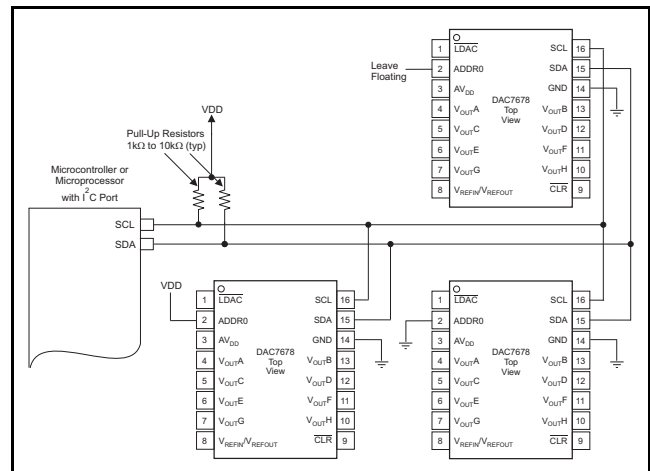 Leave
Floating
1 LDAC SCL 16
2 ADDR0 SDA 15
3 AVDD GND 14
4 VOUTA VOUTB 13
5 VOUTC VOUTD 12
6 VOUTE VOUTF 11
7 VOUTG VOUTH 10
8 VREFIN/VREFOUT CLR 9
DAC7678
Top
View
VDD
Pull-Up Resistors
1kΩ to 10kΩ (typ)
Microcontroller or
Microprocessor
with I2C Port
SCL
SDA
VDD
1 LDAC SCL 16
2 ADDR0 SDA 15
3 AVDD GND 14
4 VOUTA VOUTB 13
5 VOUTC VOUTD 12
6 VOUTE VOUTF 11
7 VOUTG VOUTH 10
8 VREFIN/VREFOUT CLR 9
DAC7678
Top
View
1 LDAC SCL 16
2 ADDR0 SDA 15
3 AVDD GND 14
4 VOUTA VOUTB 13
5 VOUTC VOUTD 12
6 VOUTE VOUTF 11
7 VOUTG VOUTH 10
8 VREFIN/VREFOUT CLR 9
DAC7678
Top
View